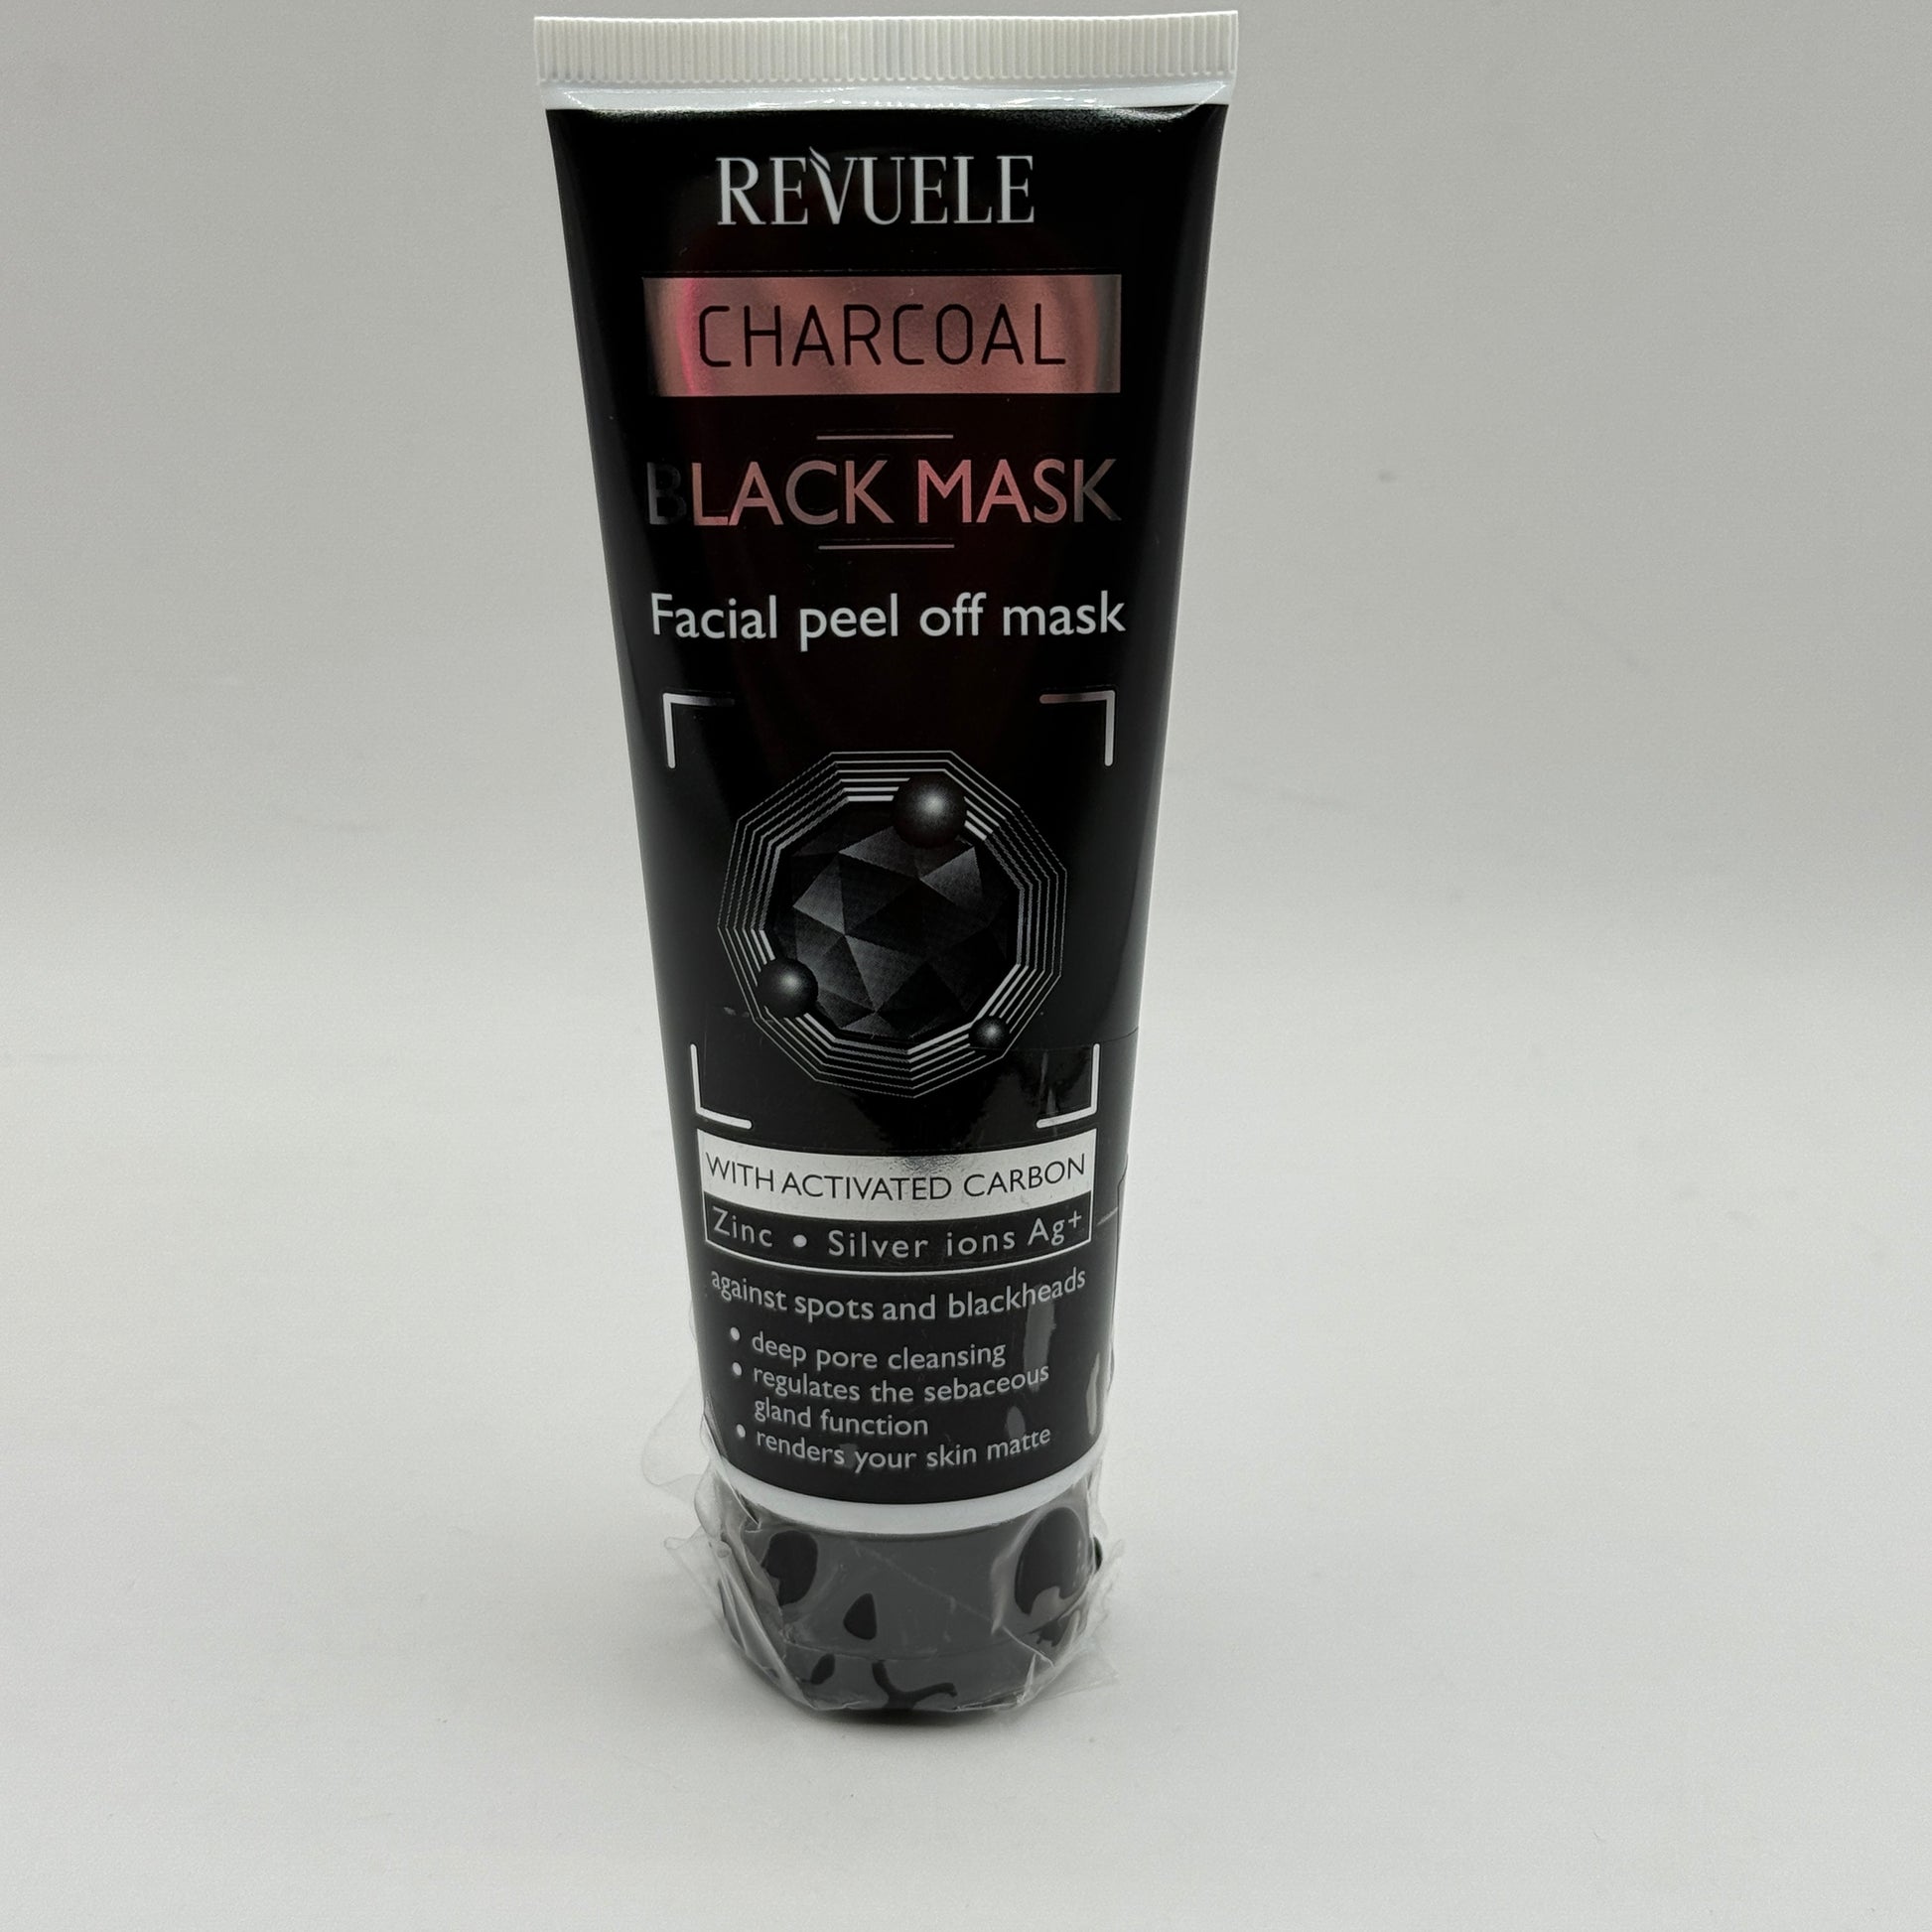 REVUELE
CHARCOAL
BLACK MASK
Facial peel off mask
WITH ACTIVATED CARBON
Zinc • Silver ions Ag+
against spots and blackheads
• deep pore cleansing
• regulates the sebaceous
gland function
• renders your skin matte